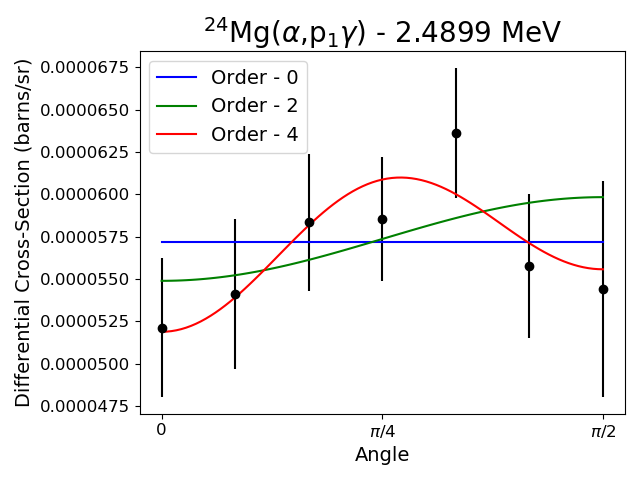 ²⁴Mg(α,p₁γ) - 2.4899 MeV
Differential Cross-Section (barns/sr)
0.0000675
0.0000650
0.0000625
0.0000600
0.0000575
0.0000550
0.0000525
0.0000500
0.0000475
Order - 0
Order - 2
Order - 4
0 π/4 π/2
Angle